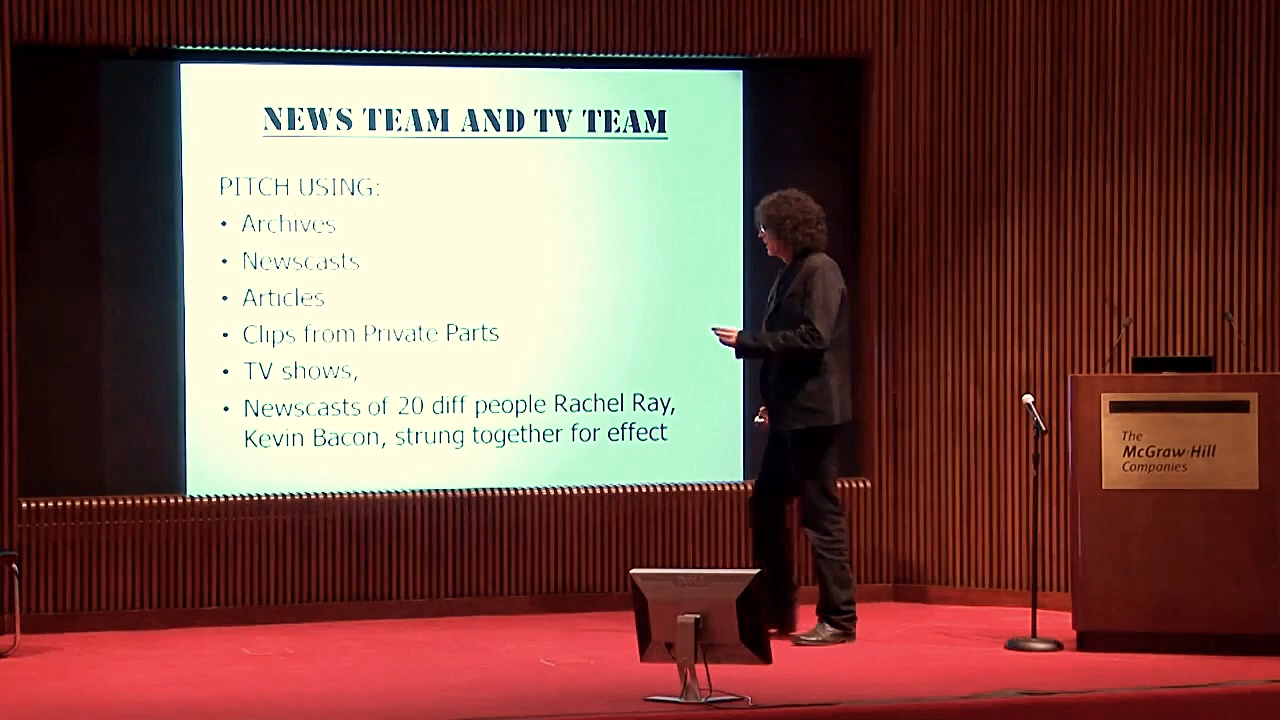 NEWS TEAM AND TV TEAM
PITCH USING:
• Archives
• Newscasts
• Articles
• Clips from Private Parts
• TV shows,
• Newscasts of 20 diff people Rachel Ray,
Kevin Bacon, strung together for effect
The
McGraw·Hill
Companies
DELL